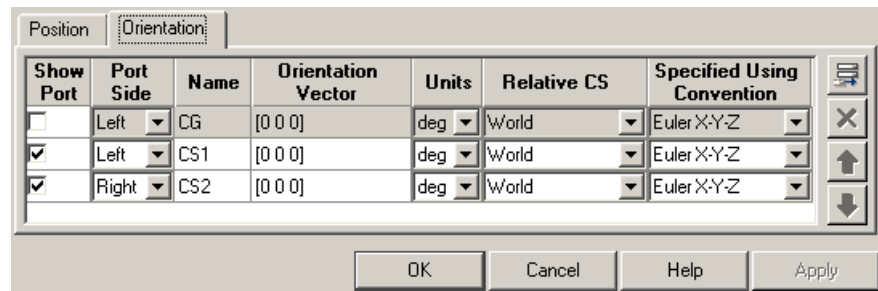 Position Orientation
Show Port Port Side Name Orientation Vector Units Relative CS Specified Using Convention
Left CG [0 0 0] deg World Euler X-Y-Z
Left CS1 [0 0 0] deg World Euler X-Y-Z
Right CS2 [0 0 0] deg World Euler X-Y-Z
OK Cancel Help Apply